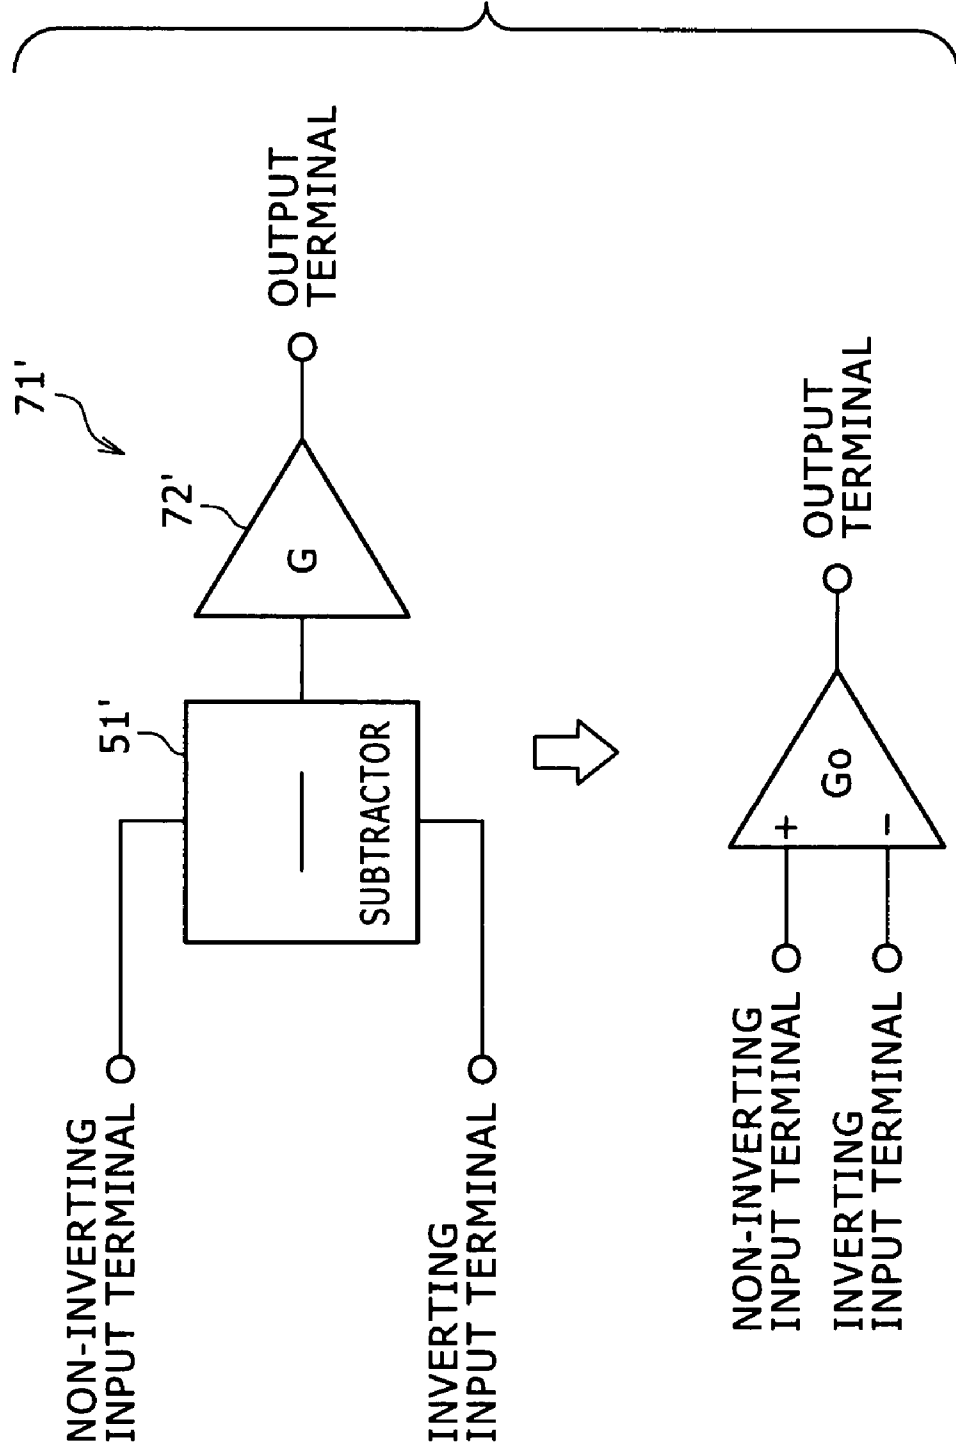 71'
NON-INVERTING
INPUT TERMINAL
51'
72'
SUBTRACTOR
G
OUTPUT
TERMINAL
INVERTING
INPUT TERMINAL
NON-INVERTING
INPUT TERMINAL
+
Go
OUTPUT
TERMINAL
INVERTING
INPUT TERMINAL
-